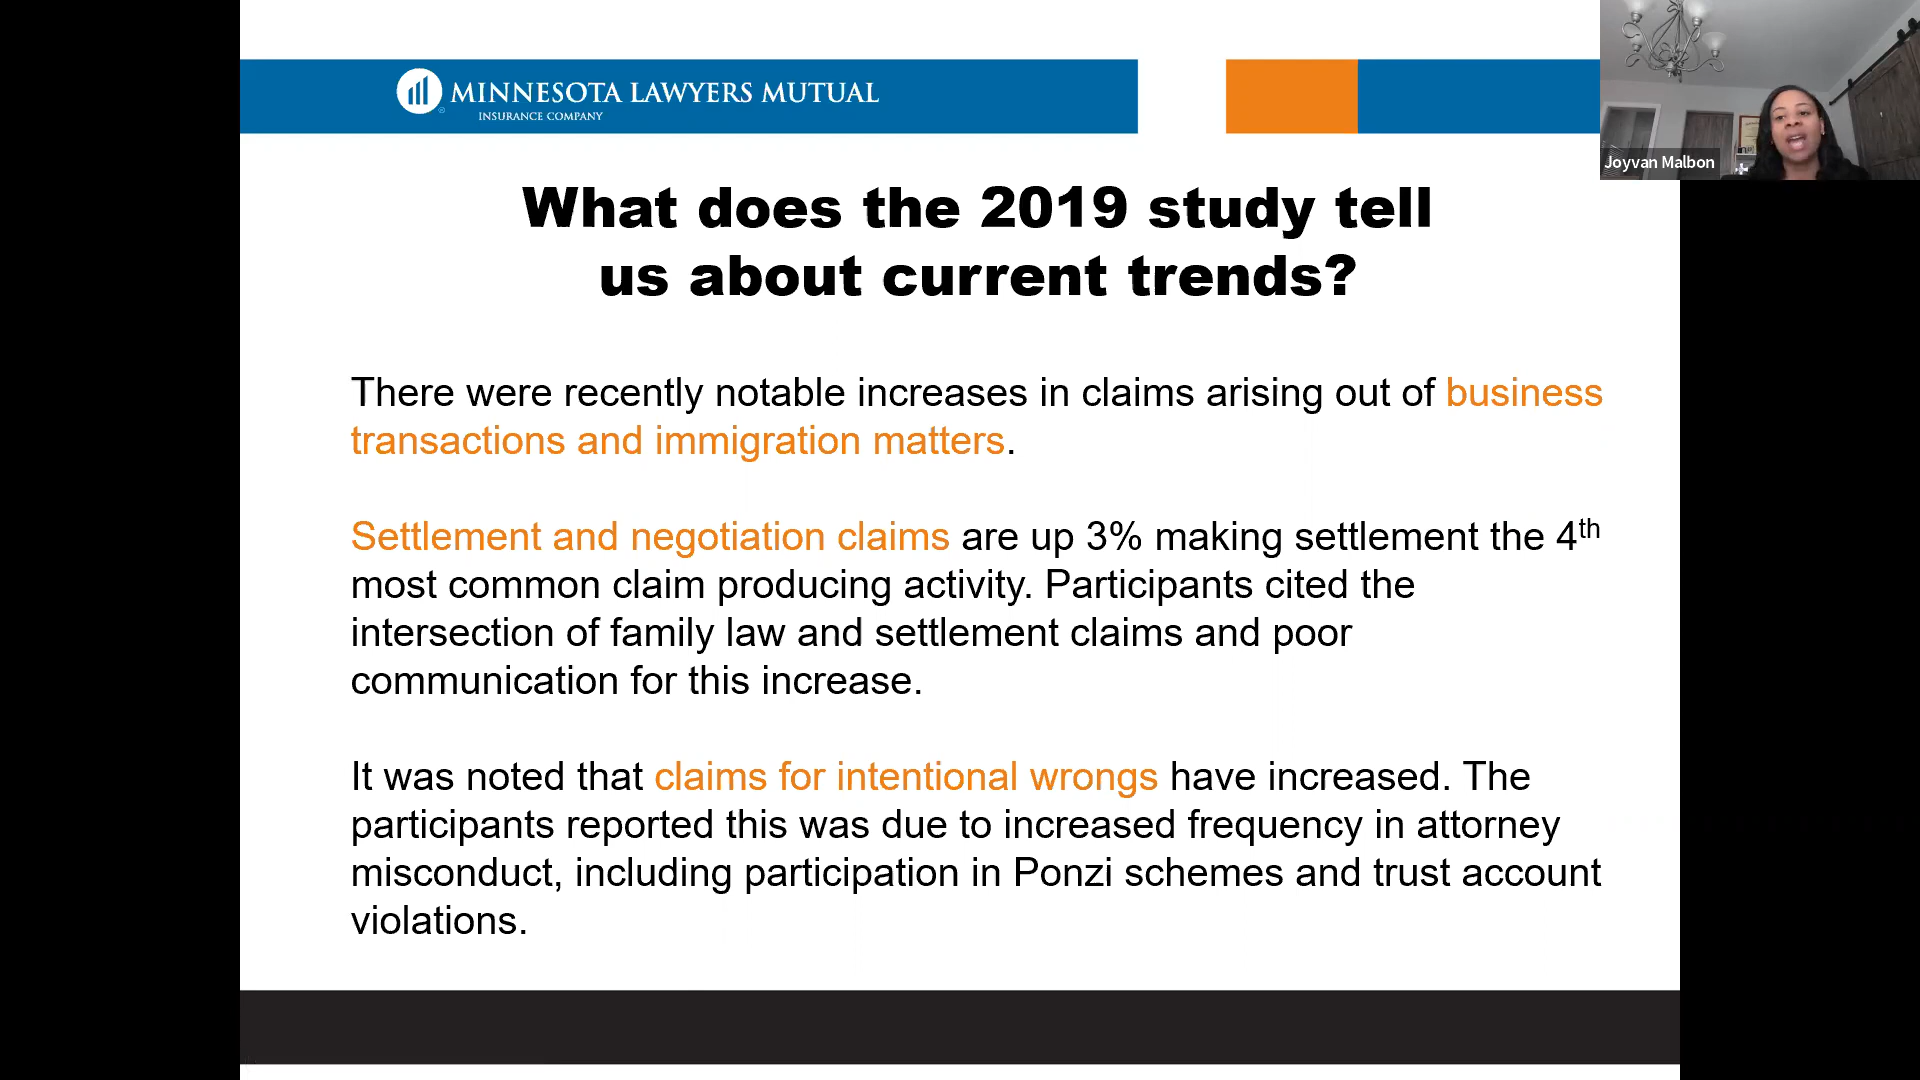 MINNESOTA LAWYERS MUTUAL
INSURANCE COMPANY
Joyvan Malbon
What does the 2019 study tell
us about current trends?
There were recently notable increases in claims arising out of business
transactions and immigration matters.
Settlement and negotiation claims are up 3% making settlement the 4th
most common claim producing activity. Participants cited the
intersection of family law and settlement claims and poor
communication for this increase.
It was noted that claims for intentional wrongs have increased. The
participants reported this was due to increased frequency in attorney
misconduct, including participation in Ponzi schemes and trust account
violations.